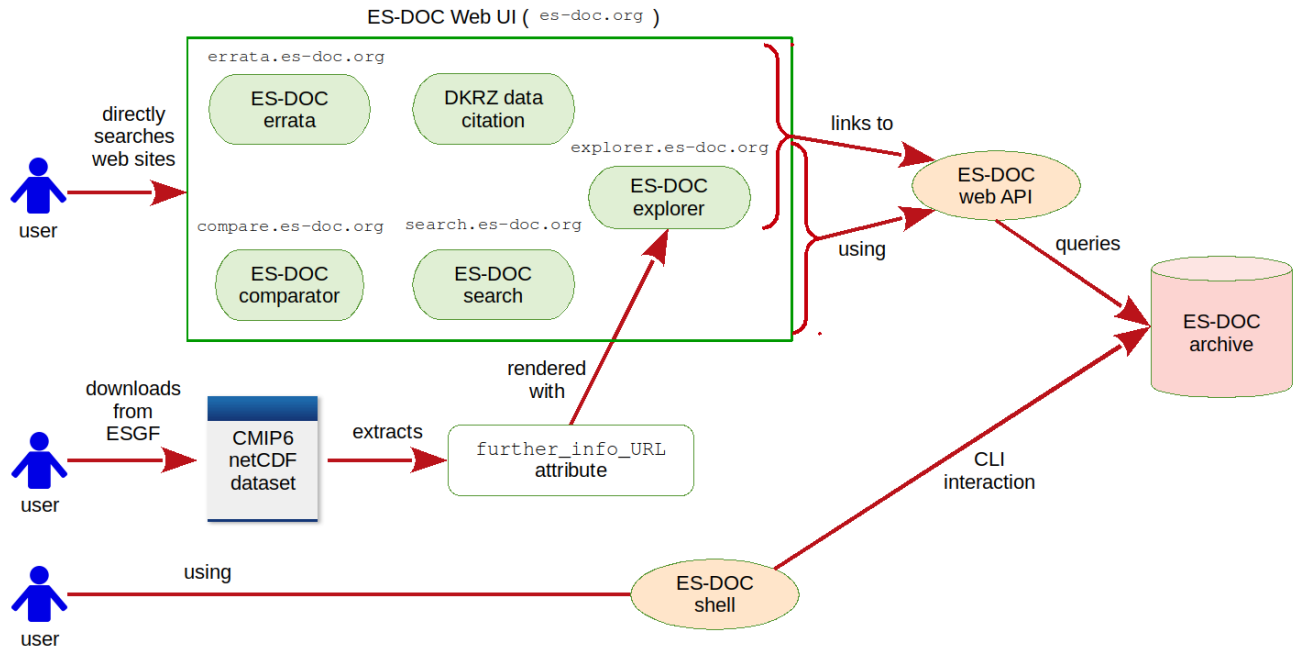 ES-DOC Web UI ( es-doc.org )
errata.es-doc.org
ES-DOC
errata
DKRZ data
citation
directly
searches
web sites
user
explorer.es-doc.org
ES-DOC
explorer
links to
ES-DOC
web API
compare.es-doc.org
search.es-doc.org
ES-DOC
comparator
ES-DOC
search
using
queries
ES-DOC
archive
rendered
with
downloads
from
ESGF
user
CMIP6
netCDF
dataset
extracts
further_info_URL
attribute
CLI
interaction
using
user
ES-DOC
shell